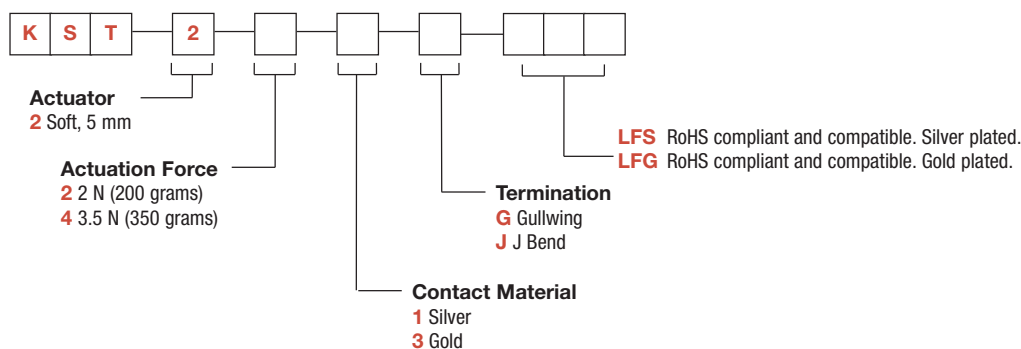 K S T 2
Actuator
2 Soft, 5 mm
LFS RoHS compliant and compatible. Silver plated.
LFG RoHS compliant and compatible. Gold plated.
Actuation Force
2 2 N (200 grams)
4 3.5 N (350 grams)
Termination
G Gullwing
J J Bend
Contact Material
1 Silver
3 Gold